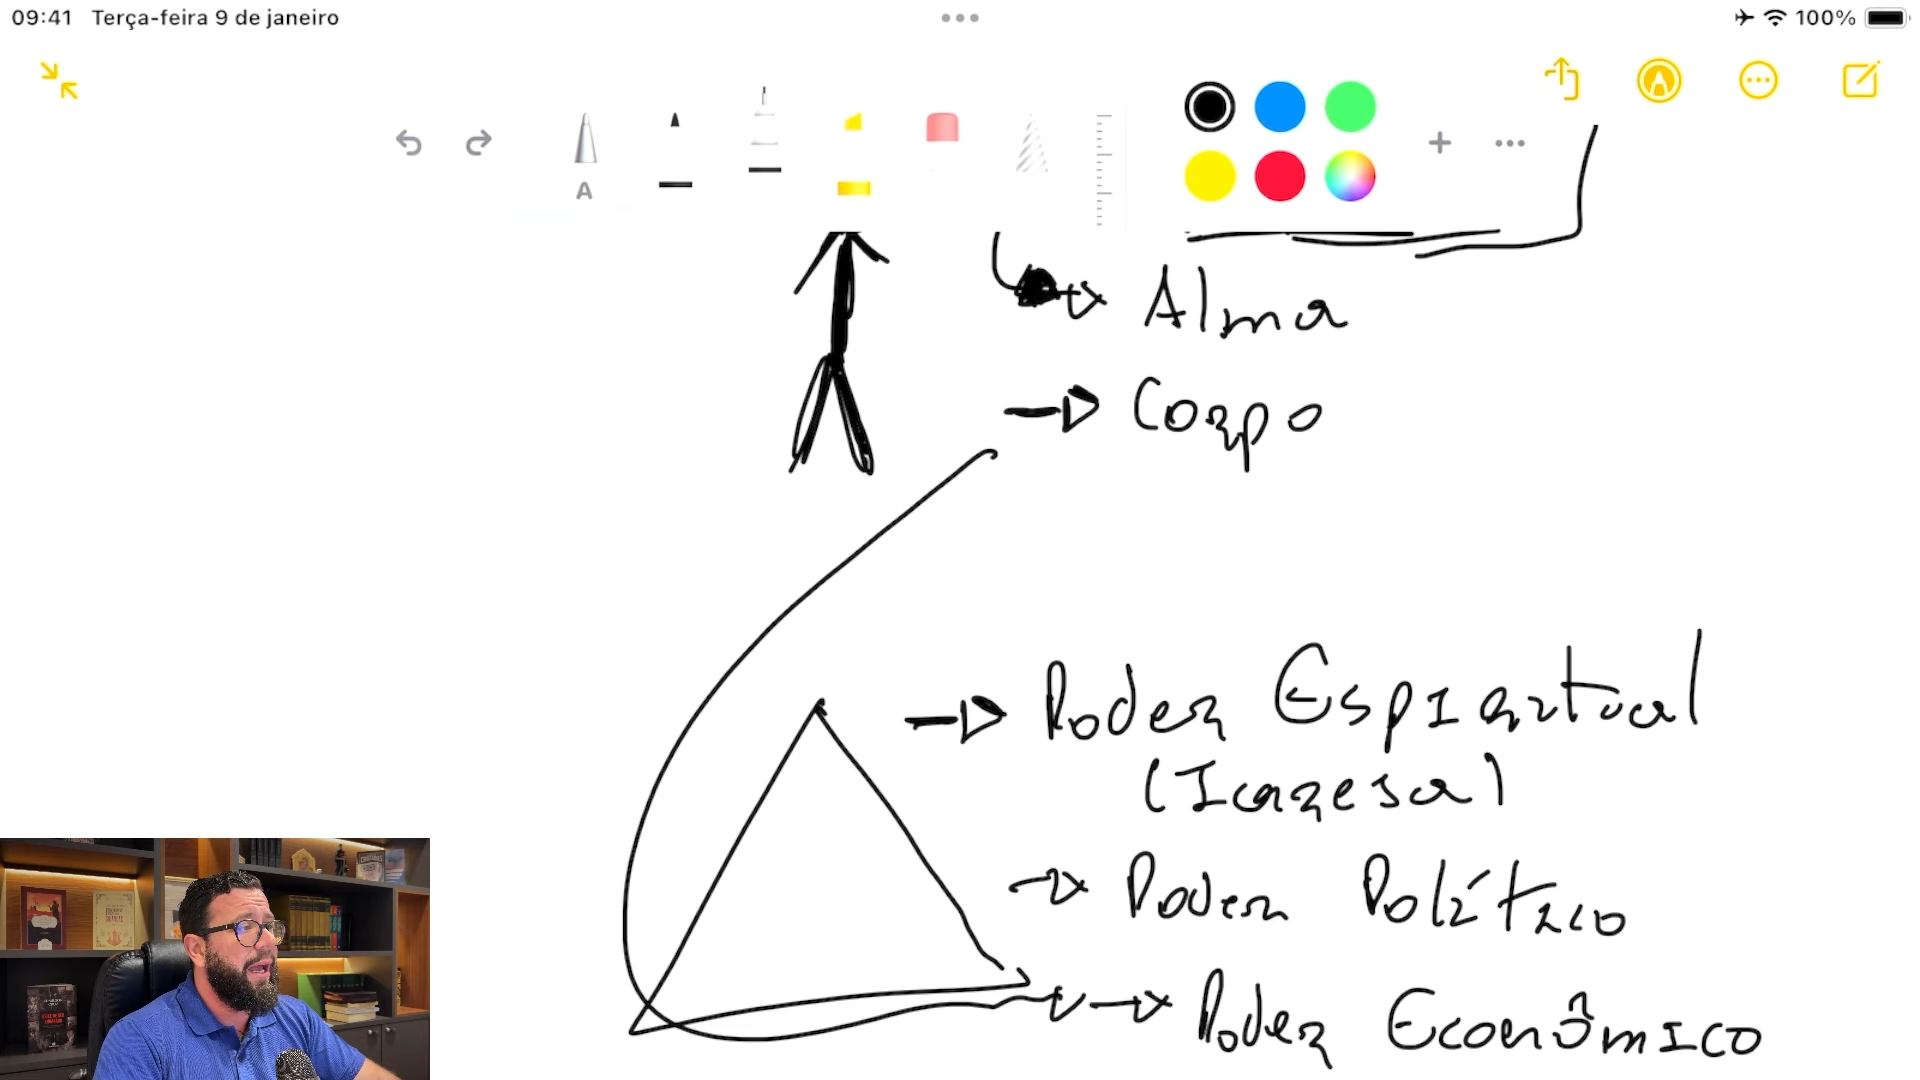 09:41 Terça-feira 9 de janeiro
100%
A
Alma
Corpo
Poder Espiritual
(Igreja)
Poder Político
Poder Econômico